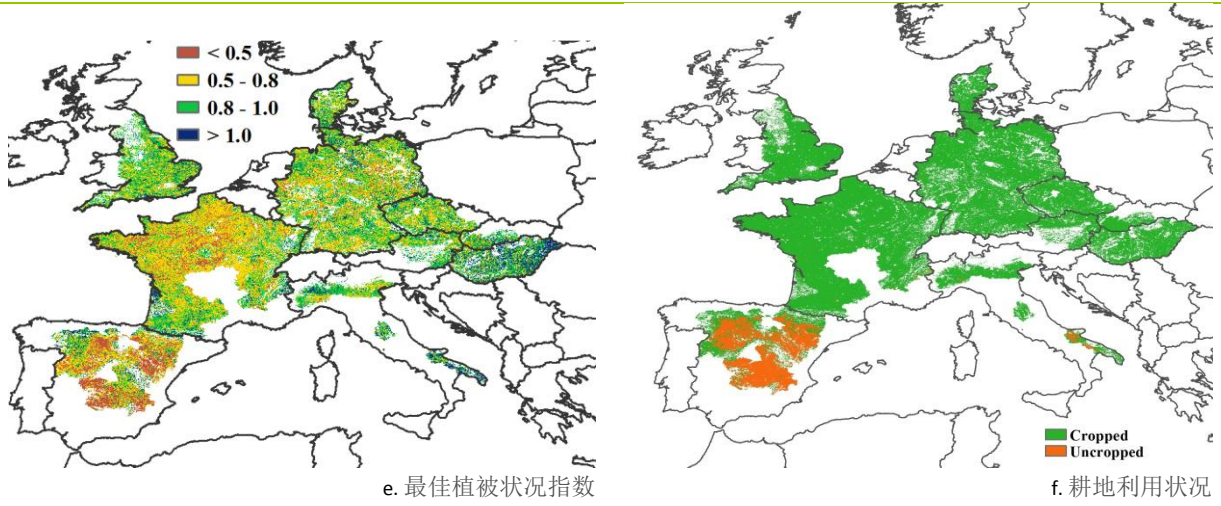 < 0.5
0.5 - 0.8
0.8 - 1.0
> 1.0
e. 最佳植被状况指数
Cropped
Uncropped
f. 耕地利用状况